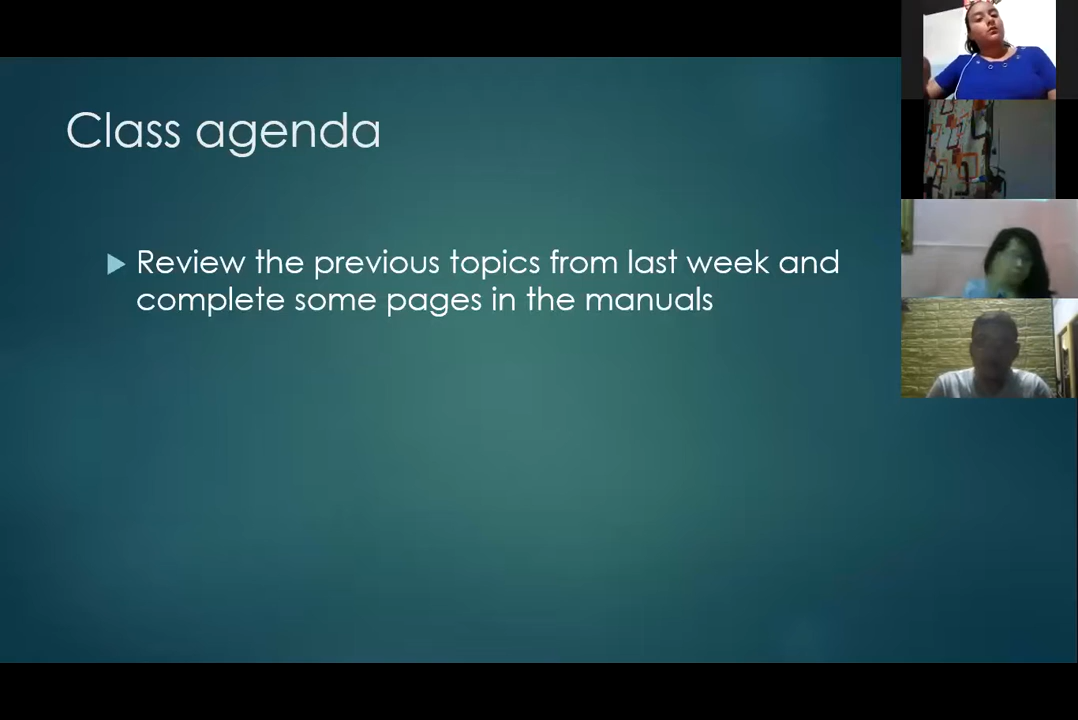 Class agenda
Review the previous topics from last week and
complete some pages in the manuals